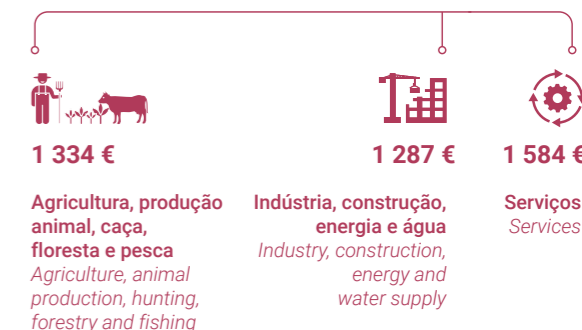 1 334 €
Agricultura, produção
animal, caça,
floresta e pesca
Agriculture, animal
production, hunting,
forestry and fishing
1 287 €
Indústria, construção,
energia e água
Industry, construction,
energy and
water supply
1 584 €
Serviços
Services